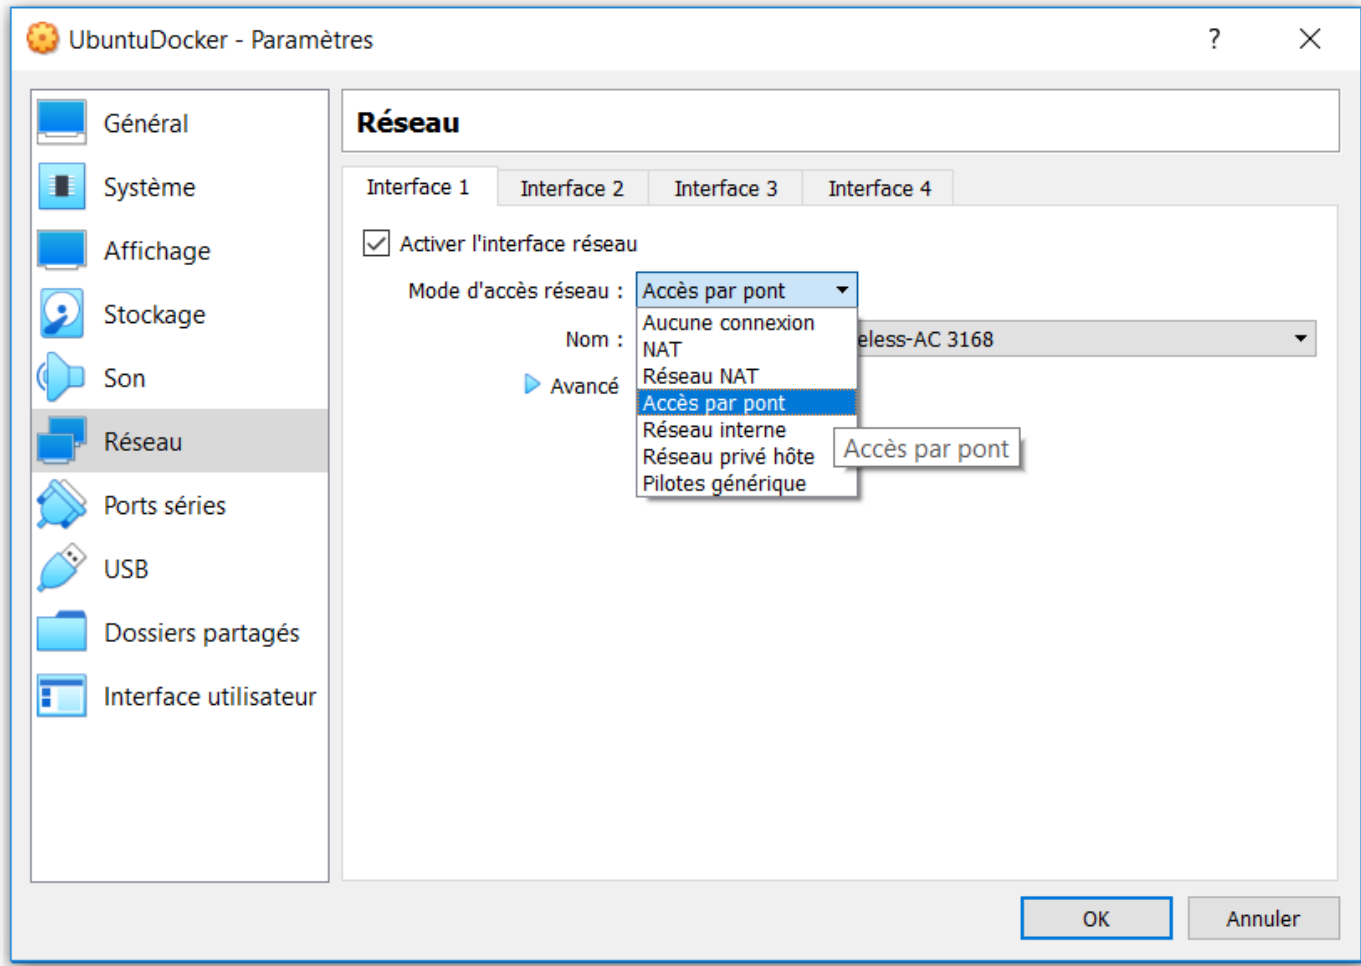 UbuntuDocker - Paramètres
?
Général
Système
Affichage
Stockage
Son
Réseau
Ports séries
USB
Dossiers partagés
Interface utilisateur
Réseau
Interface 1
Interface 2
Interface 3
Interface 4
Activer l'interface réseau
Mode d'accès réseau :
Accès par pont
Aucune connexion
NAT
Réseau NAT
Accès par pont
Réseau interne
Réseau privé hôte
Pilotes générique
Nom :
eless-AC 3168
Avancé
Accès par pont
OK
Annuler